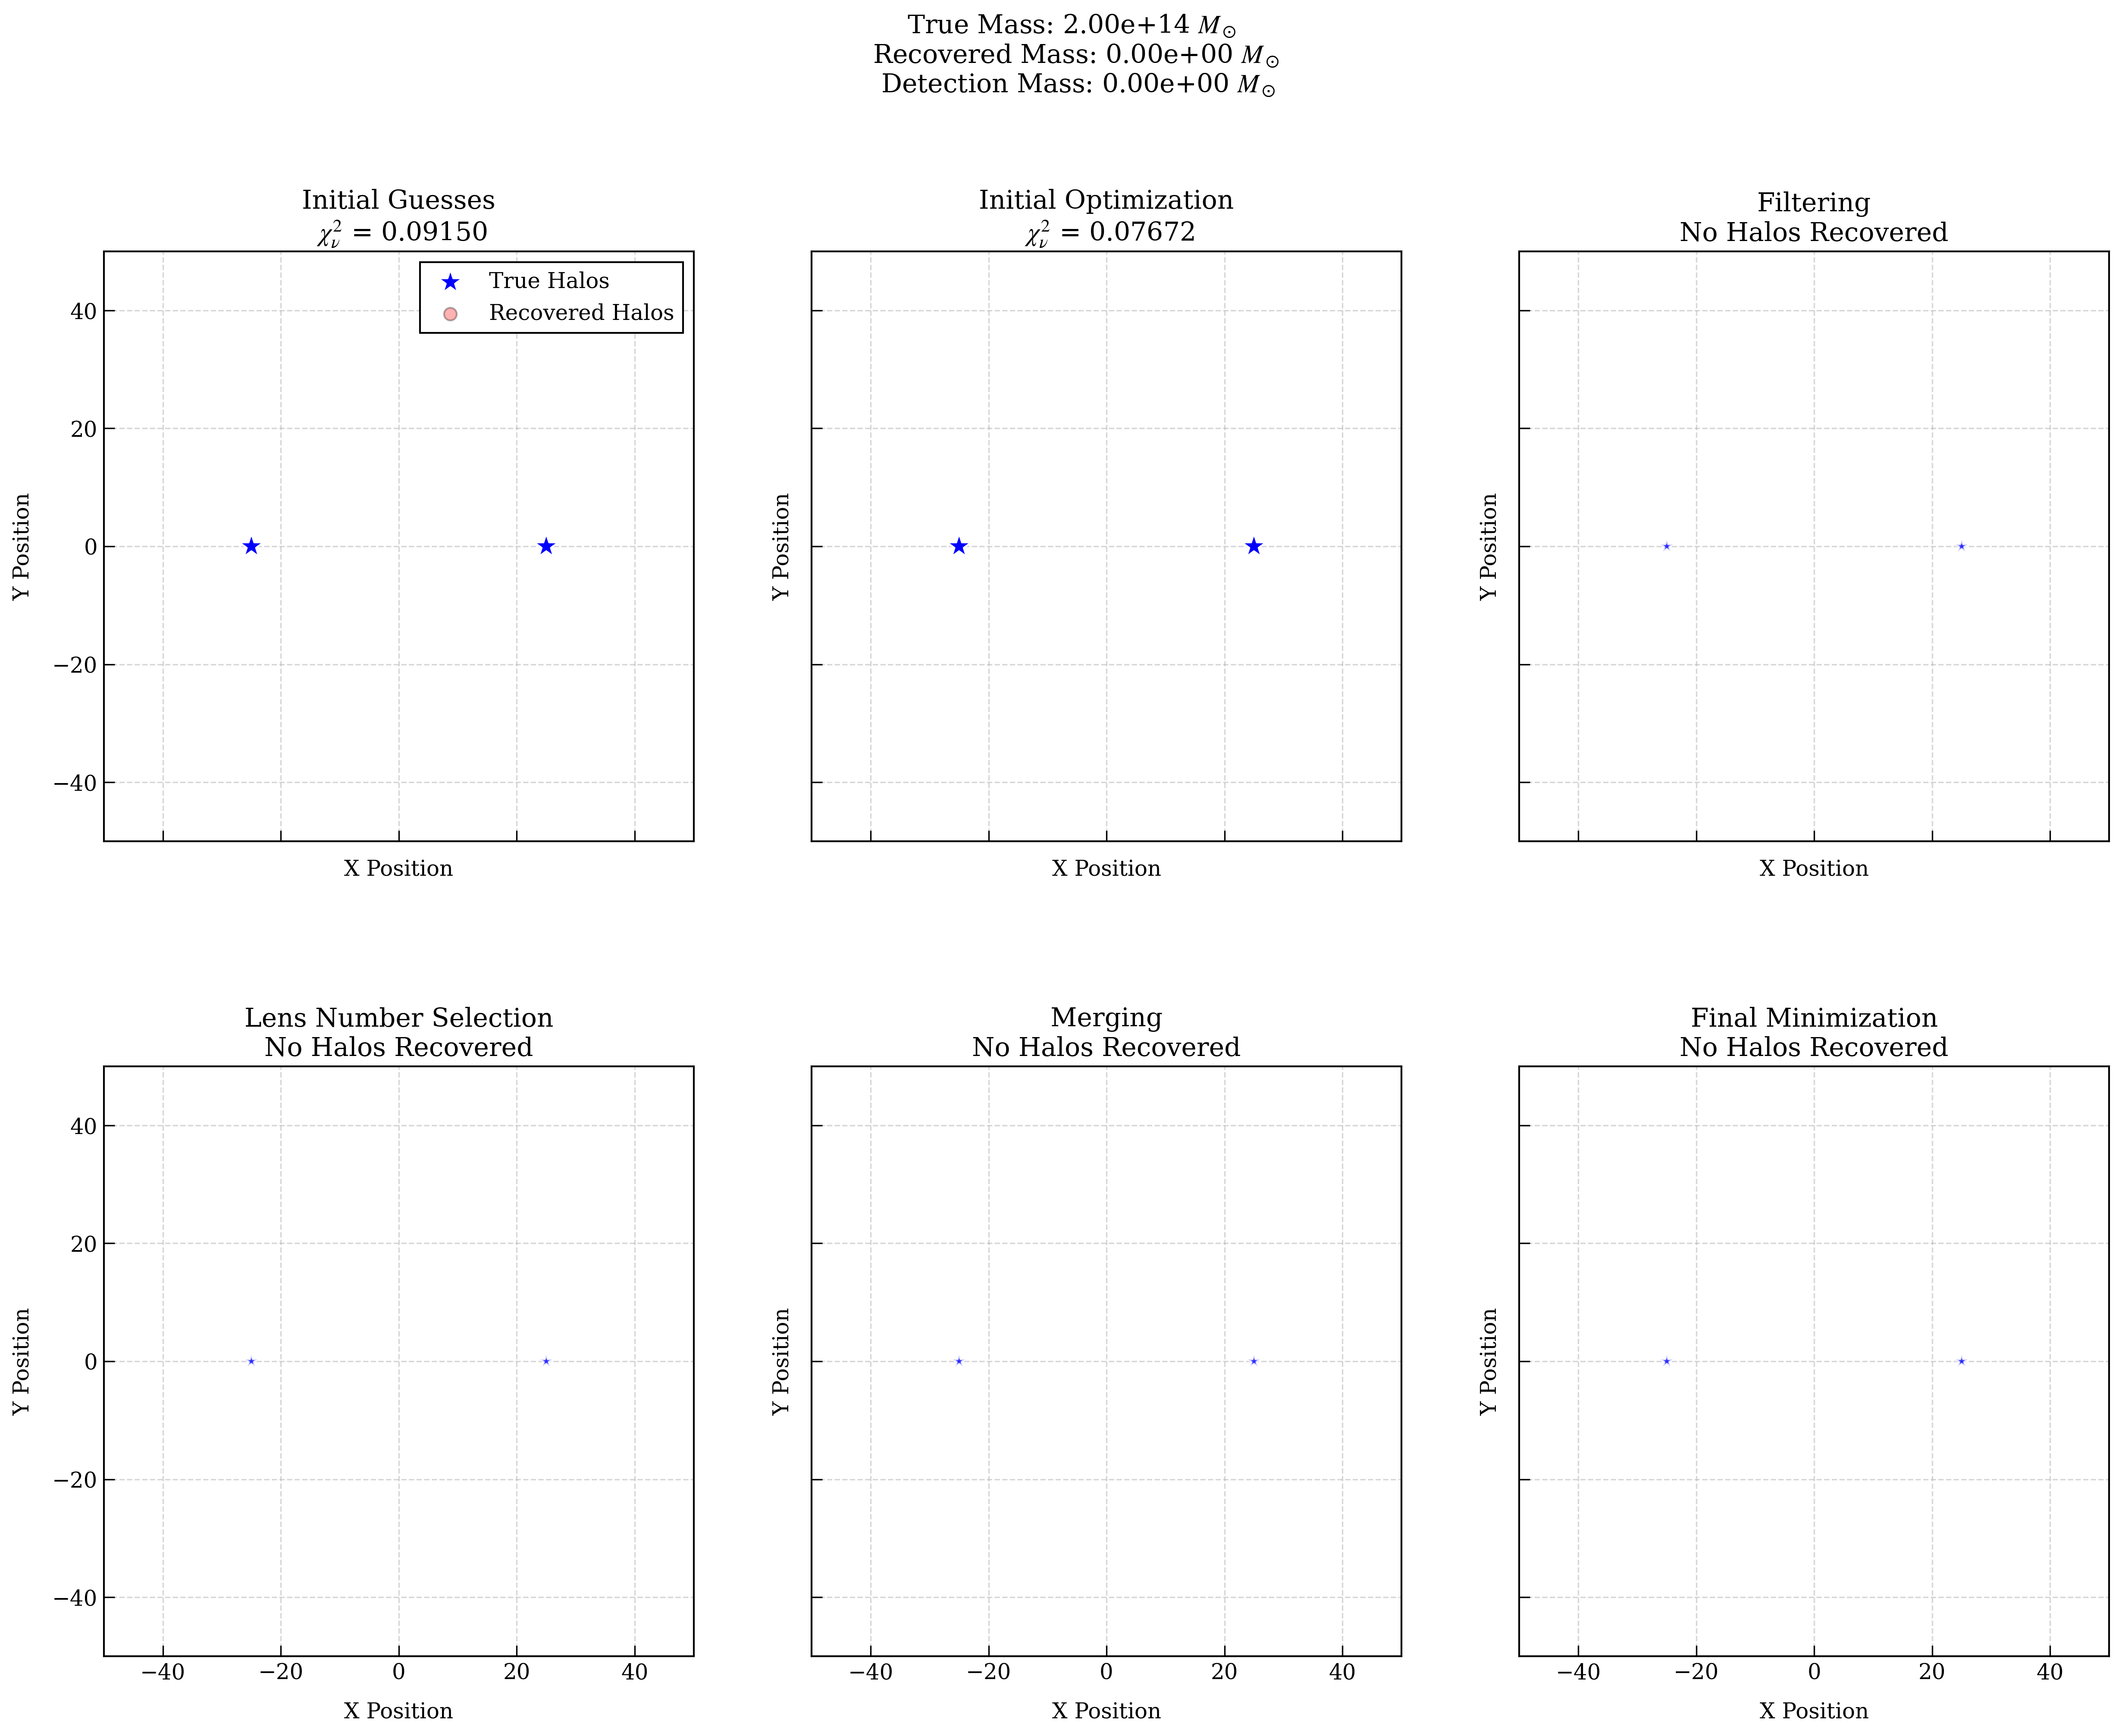 True Mass: 2.00e+14 M⊙
Recovered Mass: 0.00e+00 M⊙
Detection Mass: 0.00e+00 M⊙
Initial Guesses
χ²ᵥ = 0.09150
Initial Optimization
χ²ᵥ = 0.07672
Filtering
No Halos Recovered
True Halos
Recovered Halos
40
20
0
−20
−40
Y Position
X Position
Y Position
X Position
Y Position
X Position
Lens Number Selection
No Halos Recovered
Merging
No Halos Recovered
Final Minimization
No Halos Recovered
40
20
0
−20
−40
Y Position
−40 −20 0 20 40
X Position
Y Position
−40 −20 0 20 40
X Position
Y Position
−40 −20 0 20 40
X Position